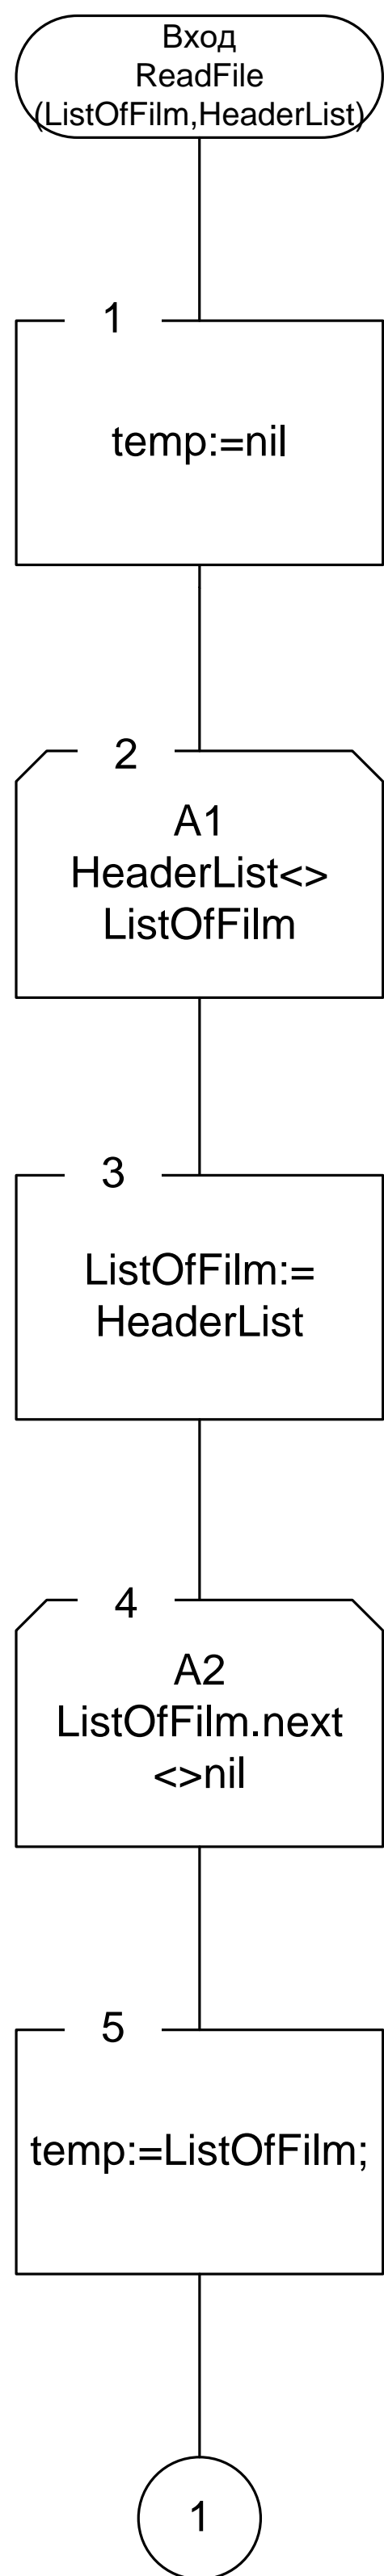 Вход
ReadFile
(ListOfFilm,HeaderList)
1
temp:=nil
2
A1
HeaderList<>
ListOfFilm
3
ListOfFilm:=
HeaderList
4
A2
ListOfFilm.next
<>nil
5
temp:=ListOfFilm;
1